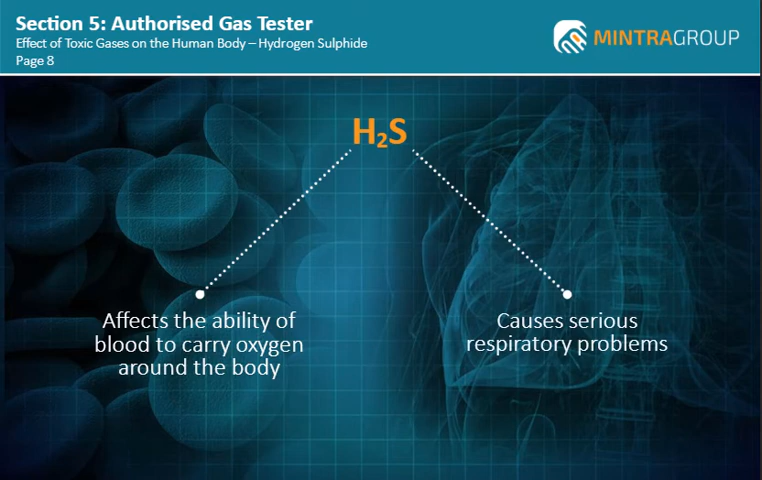 Section 5: Authorised Gas Tester
Effect of Toxic Gases on the Human Body – Hydrogen Sulphide
Page 8
MINTRAGROUP
H₂S
Affects the ability of
blood to carry oxygen
around the body
Causes serious
respiratory problems